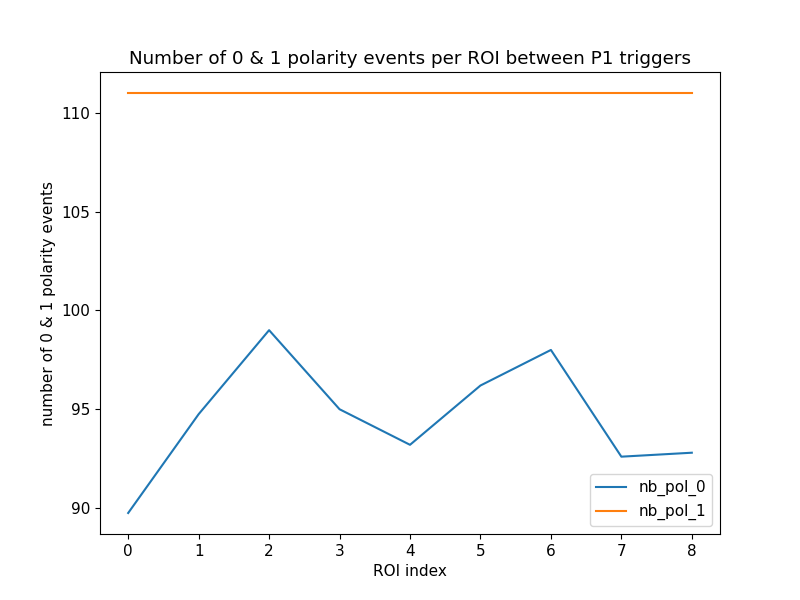 Number of 0 & 1 polarity events per ROI between P1 triggers
number of 0 & 1 polarity events
110
105
100
95
90
0 1 2 3 4 5 6 7 8
ROI index
nb_pol_0
nb_pol_1